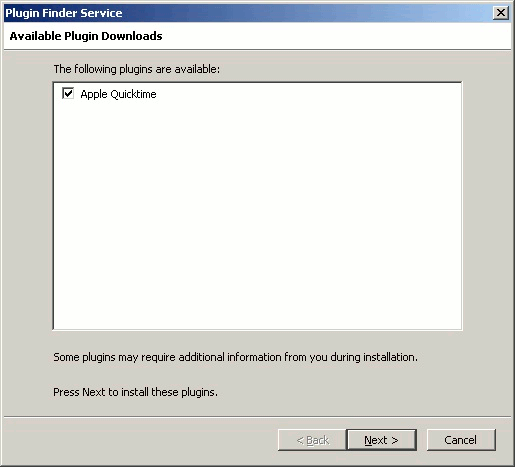 Plugin Finder Service
Available Plugin Downloads
The following plugins are available:
Apple Quicktime
Some plugins may require additional information from you during installation.
Press Next to install these plugins.
< Back Next > Cancel